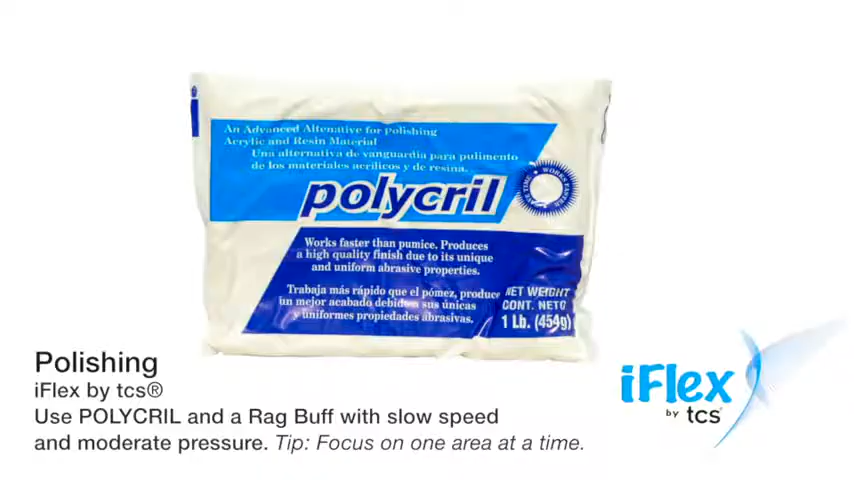 An Advanced Altenative for Polishing
Acrylic and Resin Material
Una alternativa de vanguardia para pulimento
de los materiales acrílicos y de resina.
polycril
WORKS FASTER
Works faster than pumice. Produces
a high quality finish due to its unique
and uniform abrasive properties.
Trabaja más rápido que el pómez, produce
un mejor acabado debido sus únicas
y uniformes propiedades abrasivas.
NET WEIGHT
CONT. NETO
1 Lb. (454g)
Polishing
iFlex by tcs®
Use POLYCRIL and a Rag Buff with slow speed
and moderate pressure. Tip: Focus on one area at a time.
iFlex
by tcs